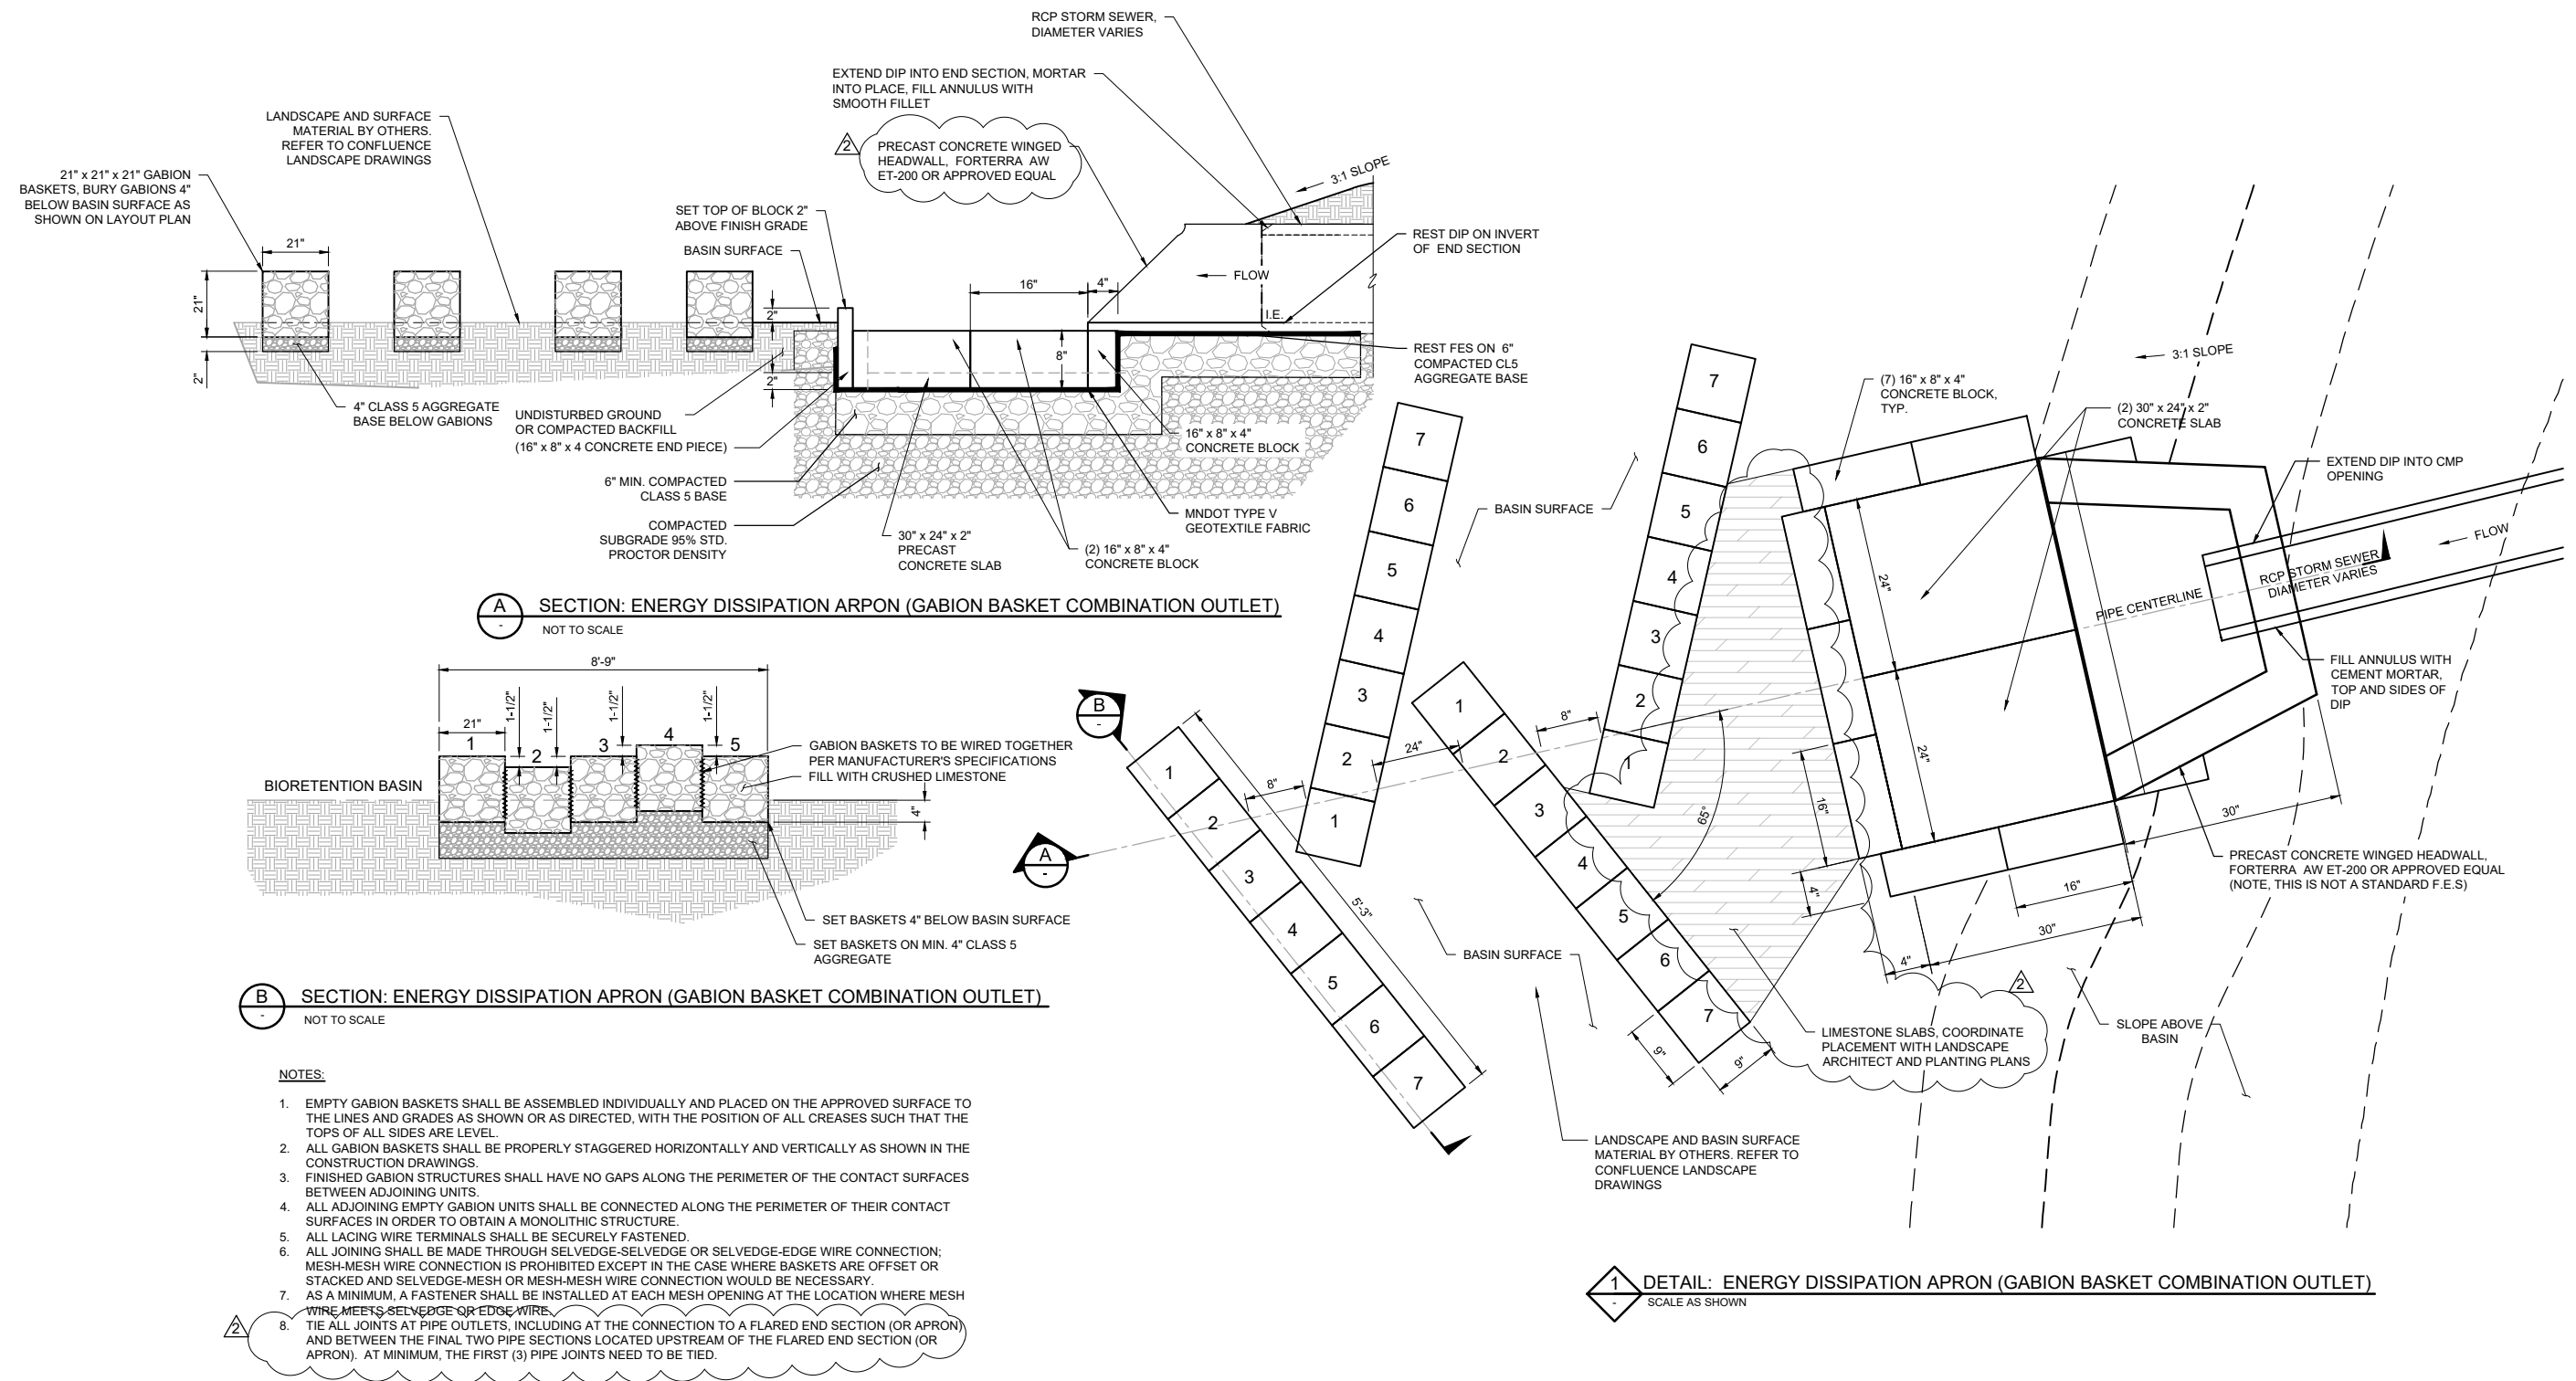 RCP STORM SEWER,
DIAMETER VARIES
EXTEND DIP INTO END SECTION, MORTAR
INTO PLACE, FILL ANNULUS WITH
SMOOTH FILLET
2
PRECAST CONCRETE WINGED
HEADWALL, FORTERRA AW
ET-200 OR APPROVED EQUAL
LANDSCAPE AND SURFACE
MATERIAL BY OTHERS.
REFER TO CONFLUENCE
LANDSCAPE DRAWINGS
21" x 21" x 21" GABION
BASKETS, BURY GABIONS 4"
BELOW BASIN SURFACE AS
SHOWN ON LAYOUT PLAN
SET TOP OF BLOCK 2"
ABOVE FINISH GRADE
BASIN SURFACE
3:1 SLOPE
REST DIP ON INVERT
OF END SECTION
FLOW
21"
21"
2"
16"
4"
2"
8"
2"
I.E.
REST FES ON 6"
COMPACTED CL5
AGGREGATE BASE
4" CLASS 5 AGGREGATE
BASE BELOW GABIONS
UNDISTURBED GROUND
OR COMPACTED BACKFILL
(16" x 8" x 4 CONCRETE END PIECE)
16" x 8" x 4"
CONCRETE BLOCK
6" MIN. COMPACTED
CLASS 5 BASE
COMPACTED
SUBGRADE 95% STD.
PROCTOR DENSITY
30" x 24" x 2"
PRECAST
CONCRETE SLAB
(2) 16" x 8" x 4"
CONCRETE BLOCK
MNDOT TYPE V
GEOTEXTILE FABRIC
A
-
SECTION: ENERGY DISSIPATION ARPON (GABION BASKET COMBINATION OUTLET)
NOT TO SCALE
8'-9"
21"
1-1/2"
1-1/2"
1-1/2"
1-1/2"
1
2
3
4
5
BIORETENTION BASIN
4"
GABION BASKETS TO BE WIRED TOGETHER
PER MANUFACTURER'S SPECIFICATIONS
FILL WITH CRUSHED LIMESTONE
SET BASKETS 4" BELOW BASIN SURFACE
SET BASKETS ON MIN. 4" CLASS 5
AGGREGATE
B
-
SECTION: ENERGY DISSIPATION APRON (GABION BASKET COMBINATION OUTLET)
NOT TO SCALE
NOTES:
1. EMPTY GABION BASKETS SHALL BE ASSEMBLED INDIVIDUALLY AND PLACED ON THE APPROVED SURFACE TO
THE LINES AND GRADES AS SHOWN OR AS DIRECTED, WITH THE POSITION OF ALL CREASES SUCH THAT THE
TOPS OF ALL SIDES ARE LEVEL.
2. ALL GABION BASKETS SHALL BE PROPERLY STAGGERED HORIZONTALLY AND VERTICALLY AS SHOWN IN THE
CONSTRUCTION DRAWINGS.
3. FINISHED GABION STRUCTURES SHALL HAVE NO GAPS ALONG THE PERIMETER OF THE CONTACT SURFACES
BETWEEN ADJOINING UNITS.
4. ALL ADJOINING EMPTY GABION UNITS SHALL BE CONNECTED ALONG THE PERIMETER OF THEIR CONTACT
SURFACES IN ORDER TO OBTAIN A MONOLITHIC STRUCTURE.
5. ALL LACING WIRE TERMINALS SHALL BE SECURELY FASTENED.
6. ALL JOINING SHALL BE MADE THROUGH SELVEDGE-SELVEDGE OR SELVEDGE-EDGE WIRE CONNECTION;
MESH-MESH WIRE CONNECTION IS PROHIBITED EXCEPT IN THE CASE WHERE BASKETS ARE OFFSET OR
STACKED AND SELVEDGE-MESH OR MESH-MESH WIRE CONNECTION WOULD BE NECESSARY.
7. AS A MINIMUM, A FASTENER SHALL BE INSTALLED AT EACH MESH OPENING AT THE LOCATION WHERE MESH
WIRE MEETS SELVEDGE OR EDGE WIRE.
2
8. TIE ALL JOINTS AT PIPE OUTLETS, INCLUDING AT THE CONNECTION TO A FLARED END SECTION (OR APRON)
AND BETWEEN THE FINAL TWO PIPE SECTIONS LOCATED UPSTREAM OF THE FLARED END SECTION (OR
APRON). AT MINIMUM, THE FIRST (3) PIPE JOINTS NEED TO BE TIED.
7
6
5
4
3
2
1
7
6
5
4
3
2
1
1
2
3
4
5
6
7
1
2
3
4
5
6
7
B
-
A
-
8"
24"
8"
5'-3"
65°
9"
9"
BASIN SURFACE
BASIN SURFACE
3:1 SLOPE
(7) 16" x 8" x 4"
CONCRETE BLOCK,
TYP.
(2) 30" x 24" x 2"
CONCRETE SLAB
EXTEND DIP INTO CMP
OPENING
FLOW
RCP STORM SEWER
DIAMETER VARIES
PIPE CENTERLINE
24"
24"
16"
4"
4"
16"
30"
30"
FILL ANNULUS WITH
CEMENT MORTAR,
TOP AND SIDES OF
DIP
PRECAST CONCRETE WINGED HEADWALL,
FORTERRA AW ET-200 OR APPROVED EQUAL
(NOTE, THIS IS NOT A STANDARD F.E.S)
2
LIMESTONE SLABS, COORDINATE
PLACEMENT WITH LANDSCAPE
ARCHITECT AND PLANTING PLANS
SLOPE ABOVE
BASIN
LANDSCAPE AND BASIN SURFACE
MATERIAL BY OTHERS. REFER TO
CONFLUENCE LANDSCAPE
DRAWINGS
1
-
DETAIL: ENERGY DISSIPATION APRON (GABION BASKET COMBINATION OUTLET)
SCALE AS SHOWN